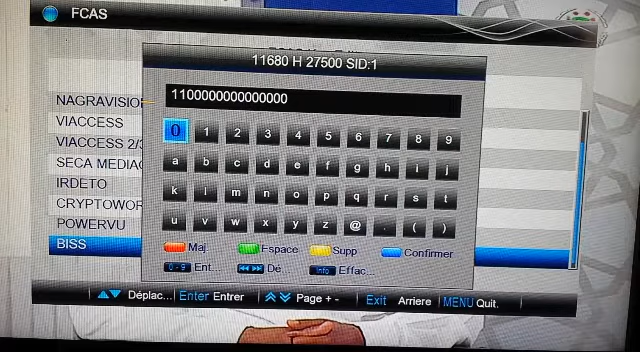 FCAS
11680 H 27500 SID:1
1100000000000000
NAGRAVISIO
VIACCESS
VIACCESS 2/3
SECA MEDIAG
IRDETO
CRYPTOWOR
POWERVU
BISS
0 1 2 3 4 5 6 7 8 9
a b c d e f g h i j
k l m n o p q r s t
u v w x y z @ . ( )
Maj. Espace Supp Confirmer
0 - 9 Ent... Dé... info Effac...
Déplac... Enter Entrer Page + - Exit Arriere MENU Quit.